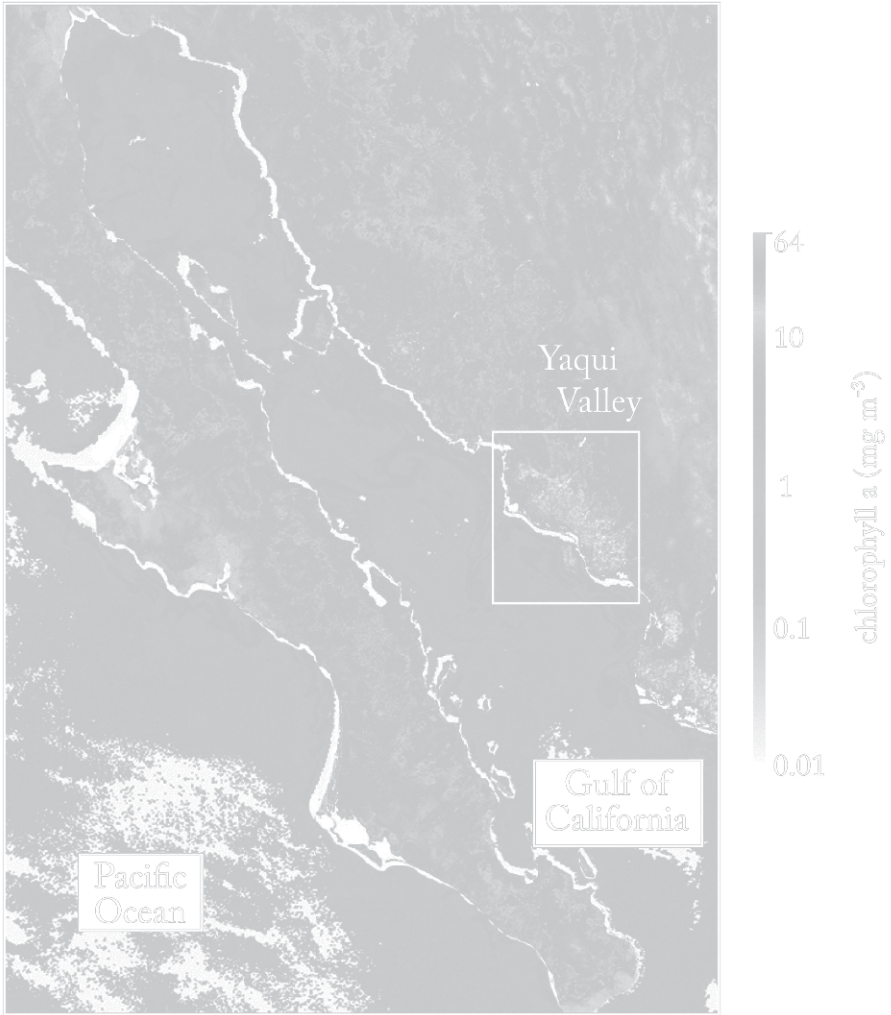 64
10
Yaqui
Valley
chlorophyll a (mg m⁻³)
1
0.1
0.01
Gulf of
California
Pacific
Ocean